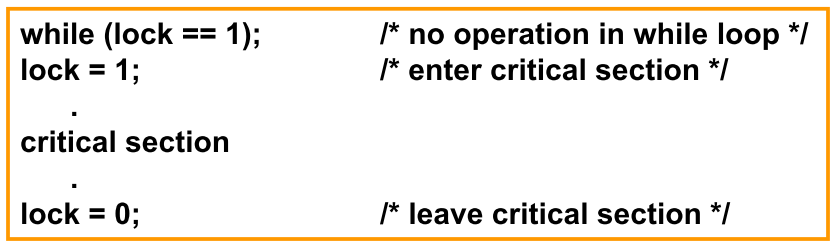 while (lock == 1); /* no operation in while loop */
lock = 1; /* enter critical section */
.
critical section
.
lock = 0; /* leave critical section */